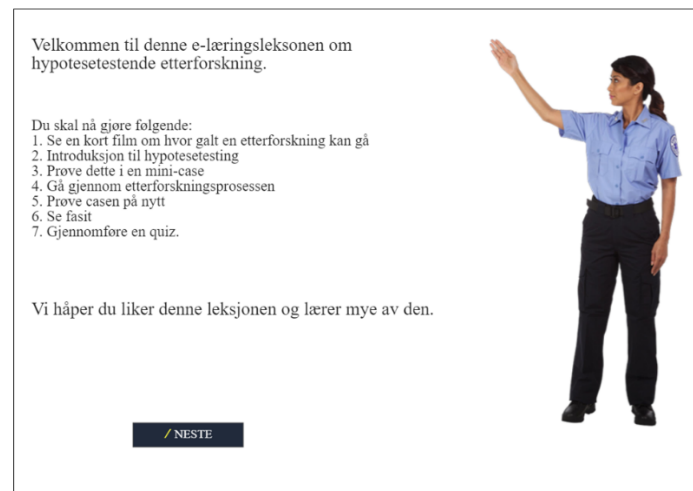 Velkommen til denne e-læringsleksonen om
hypotesetestende etterforskning.
Du skal nå gjøre følgende:
1. Se en kort film om hvor galt en etterforskning kan gå
2. Introduksjon til hypotesetesting
3. Prøve dette i en mini-case
4. Gå gjennom etterforskningsprosessen
5. Prøve casen på nytt
6. Se fasit
7. Gjennomføre en quiz.
Vi håper du liker denne leksjonen og lærer mye av den.
/ NESTE